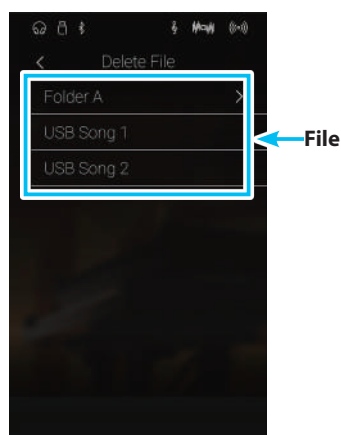 Delete File
Folder A
USB Song 1
File
USB Song 2